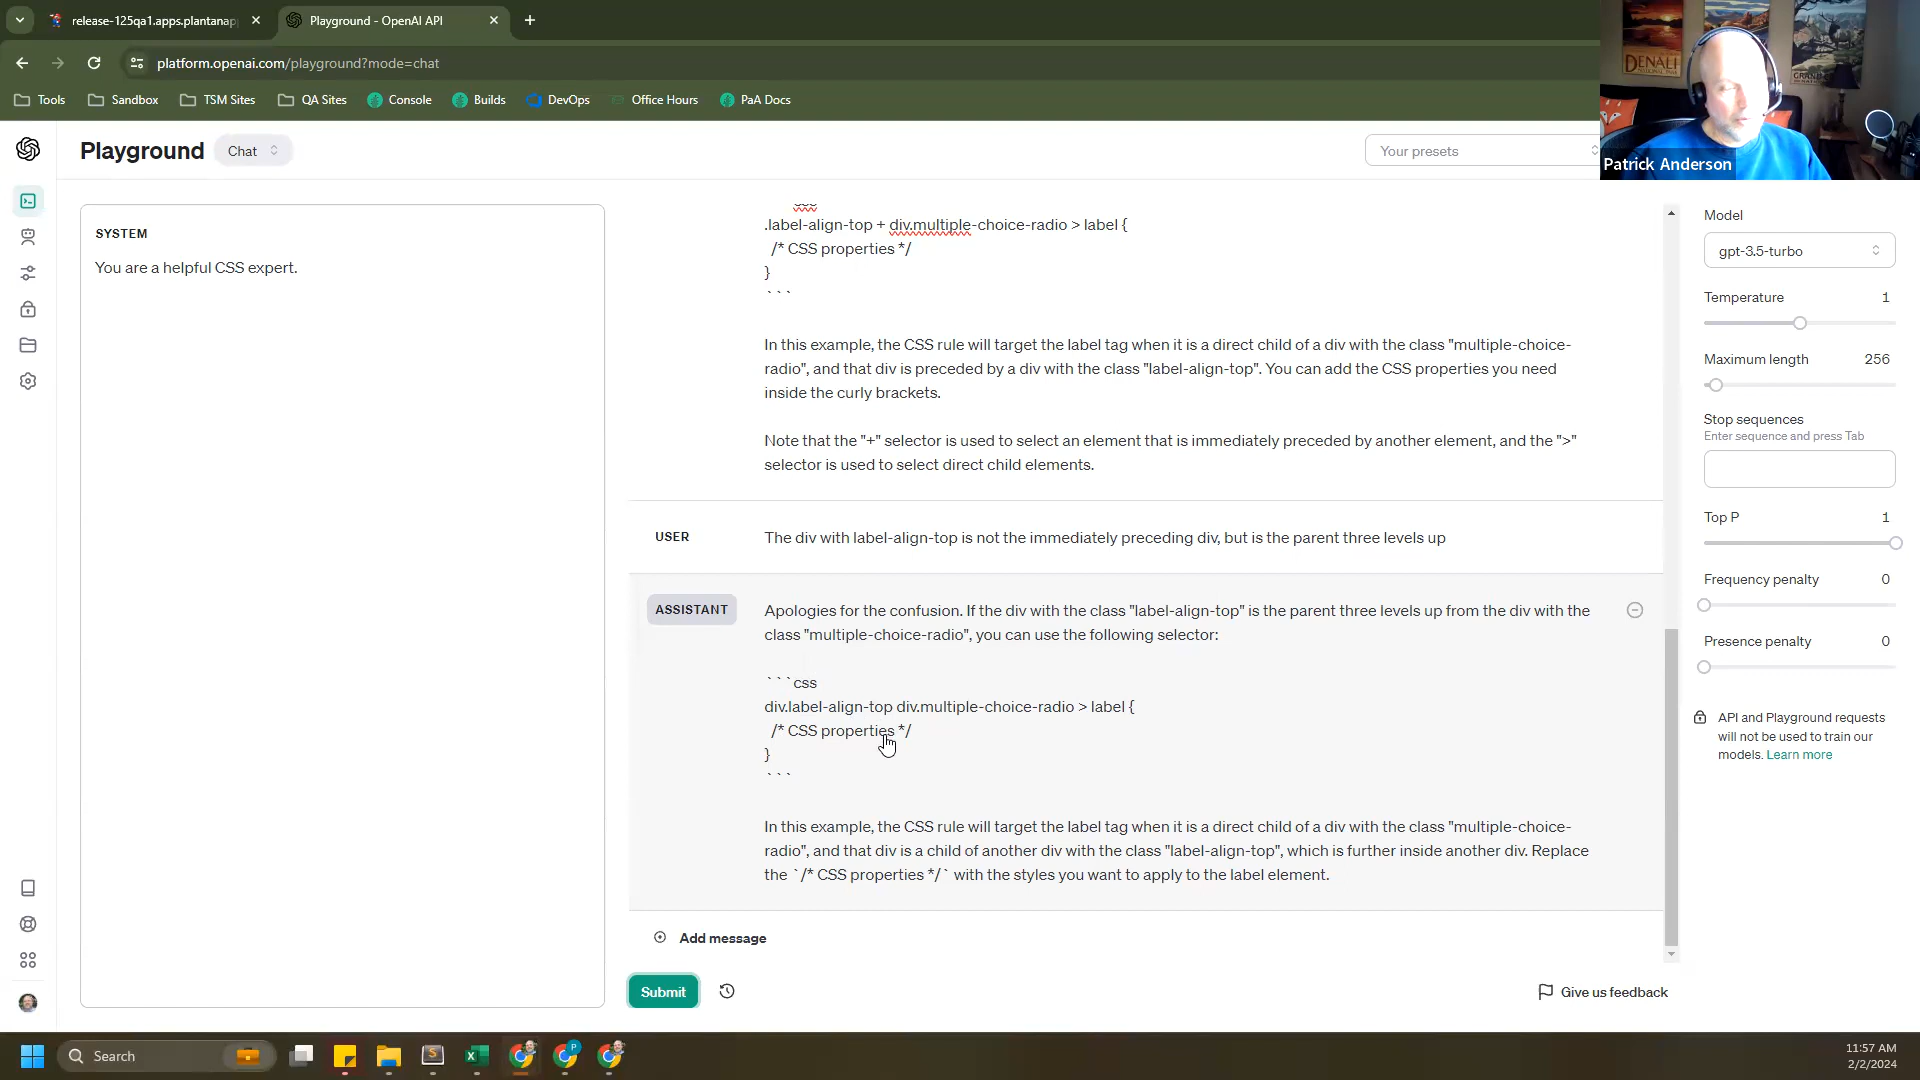 release-125qa1.apps.plantanap
Playground - OpenAI API
platform.openai.com/playground?mode=chat
Tools
Sandbox
TSM Sites
QA Sites
Console
Builds
DevOps
Office Hours
PaA Docs
DENALI
Patrick Anderson
Playground
Chat
Your presets
SYSTEM
You are a helpful CSS expert.
.label-align-top + div.multiple-choice-radio > label {
/* CSS properties */
}
```
In this example, the CSS rule will target the label tag when it is a direct child of a div with the class "multiple-choice-
radio", and that div is preceded by a div with the class "label-align-top". You can add the CSS properties you need
inside the curly brackets.
Note that the "+" selector is used to select an element that is immediately preceded by another element, and the ">"
selector is used to select direct child elements.
USER
The div with label-align-top is not the immediately preceding div, but is the parent three levels up
ASSISTANT
Apologies for the confusion. If the div with the class "label-align-top" is the parent three levels up from the div with the
class "multiple-choice-radio", you can use the following selector:
```css
div.label-align-top div.multiple-choice-radio > label {
/* CSS properties */
}
```
In this example, the CSS rule will target the label tag when it is a direct child of a div with the class "multiple-choice-
radio", and that div is a child of another div with the class "label-align-top", which is further inside another div. Replace
the `/* CSS properties */` with the styles you want to apply to the label element.
Add message
Submit
Give us feedback
Model
gpt-3.5-turbo
Temperature 1
Maximum length 256
Stop sequences
Enter sequence and press Tab
Top P 1
Frequency penalty 0
Presence penalty 0
API and Playground requests
will not be used to train our
models. Learn more
Search
11:57 AM
2/2/2024